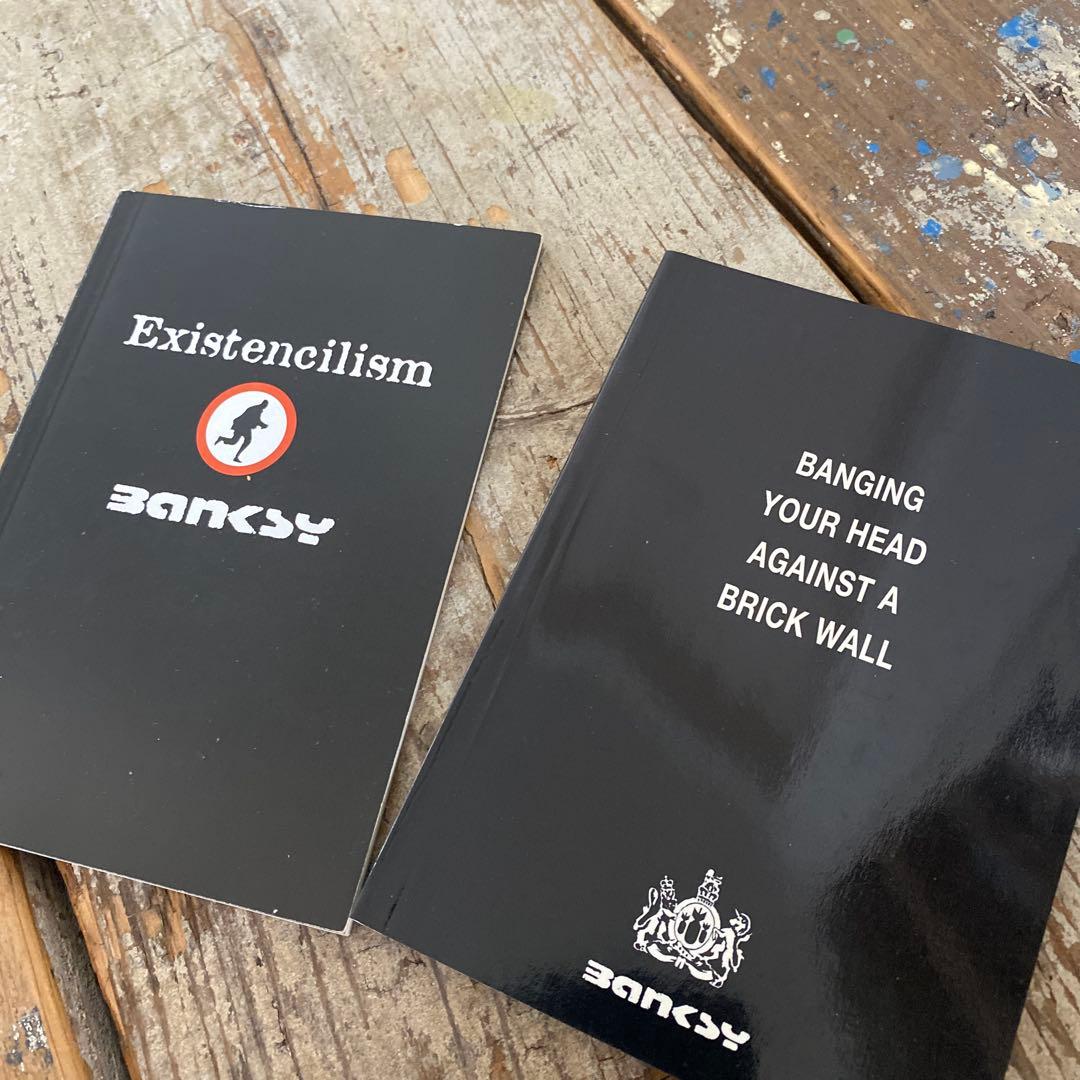 Existencilism
BANKSY
BANGING
YOUR HEAD
AGAINST A
BRICK WALL
BANKSY